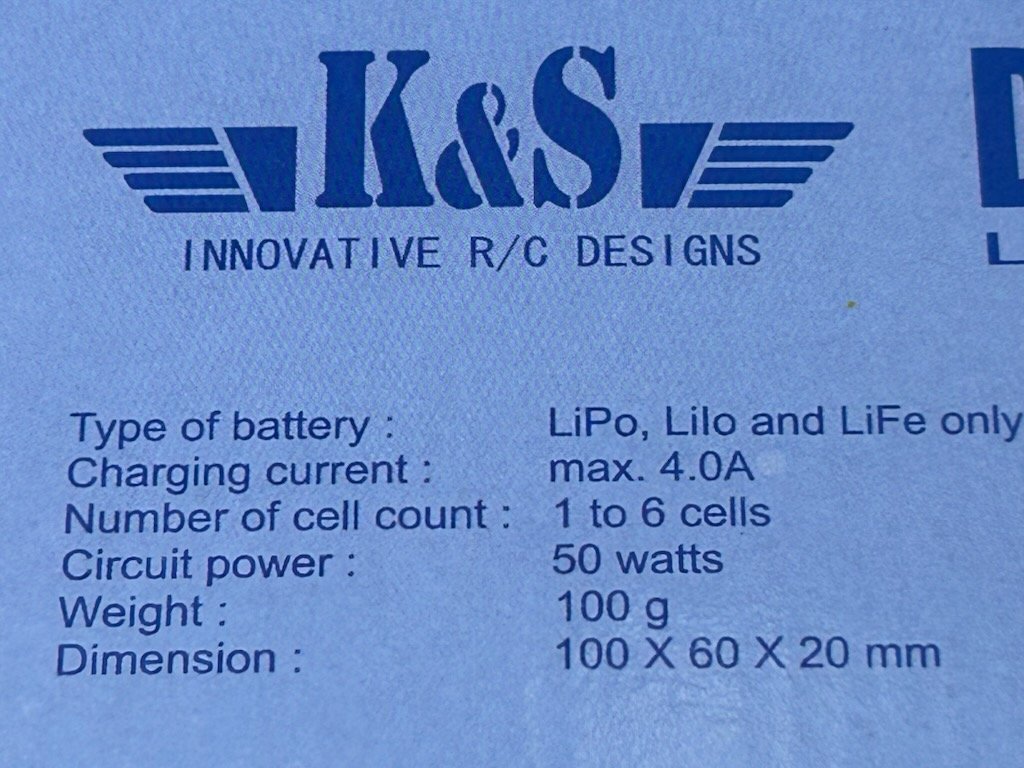 K&S
INNOVATIVE R/C DESIGNS
Type of battery : LiPo, LiIo and LiFe only
Charging current : max. 4.0A
Number of cell count : 1 to 6 cells
Circuit power : 50 watts
Weight : 100 g
Dimension : 100 X 60 X 20 mm